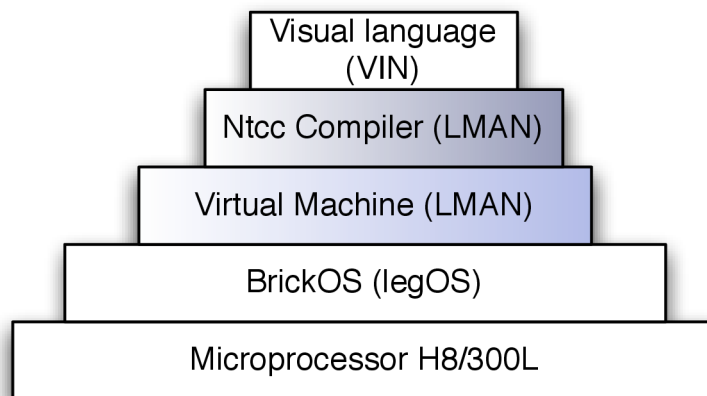 Visual language
(VIN)
Ntcc Compiler (LMAN)
Virtual Machine (LMAN)
BrickOS (legOS)
Microprocessor H8/300L